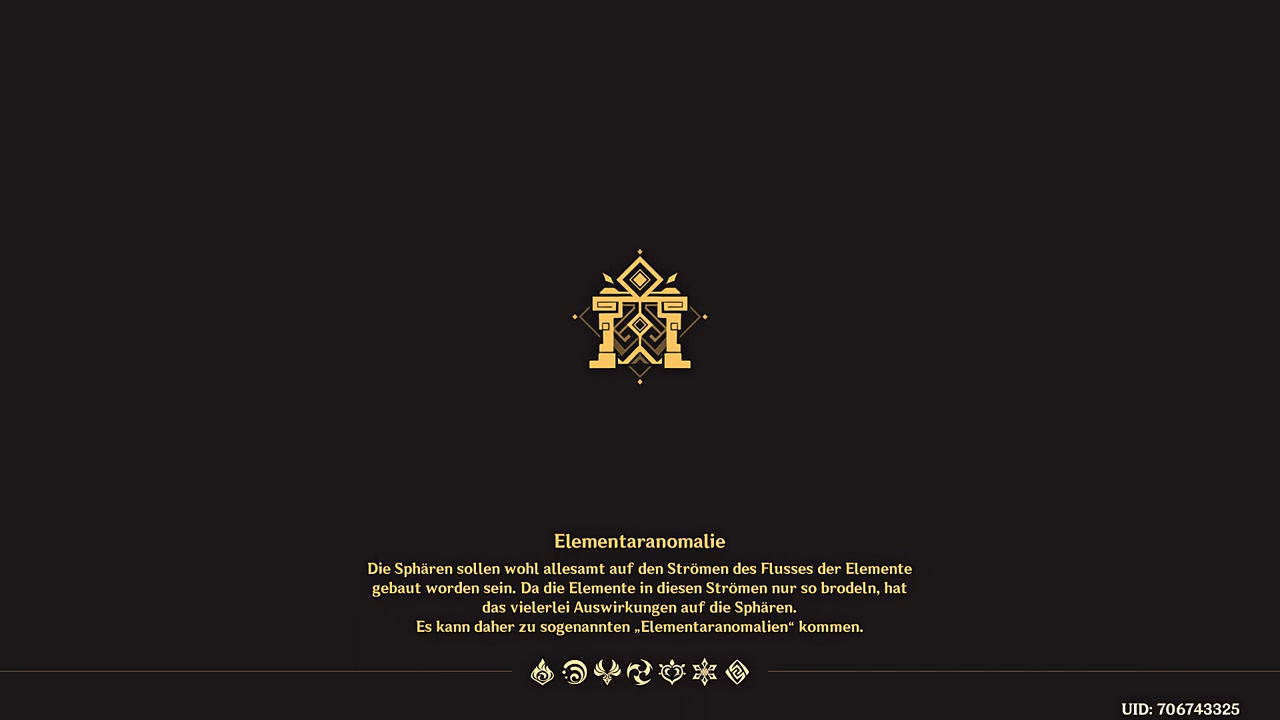 Elementaranomalie
Die Sphären sollen wohl allesamt auf den Strömen des Flusses der Elemente
gebaut worden sein. Da die Elemente in diesen Strömen nur so brodeln, hat
das vielerlei Auswirkungen auf die Sphären.
Es kann daher zu sogenannten „Elementaranomalien“ kommen.
UID: 706743325